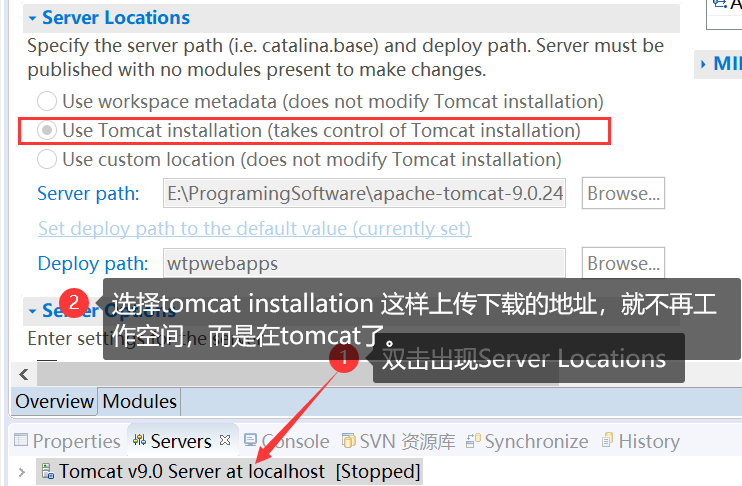 Server Locations
Specify the server path (i.e. catalina.base) and deploy path. Server must be
published with no modules present to make changes.
Use workspace metadata (does not modify Tomcat installation)
Use Tomcat installation (takes control of Tomcat installation)
Use custom location (does not modify Tomcat installation)
Server path: E:\ProgramingSoftware\apache-tomcat-9.0.24 Browse...
Set deploy path to the default value (currently set)
Deploy path: wtpwebapps Browse...
2 选择tomcat installation 这样上传下载的地址，就不再工
作空间，而是在tomcat了。
Server Options
Enter settings for the
1 双击出现Server Locations
Overview Modules
Properties Servers Console SVN 资源库 Synchronize History
Tomcat v9.0 Server at localhost [Stopped]